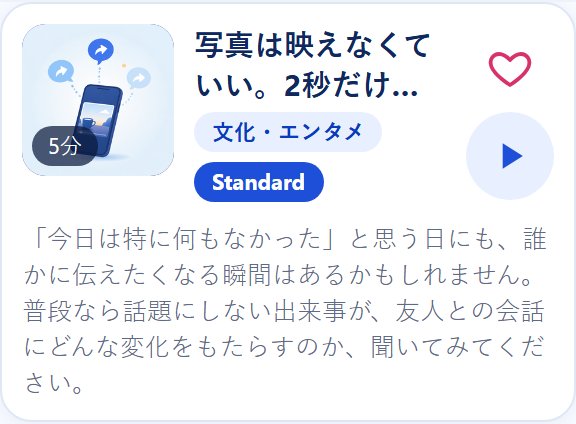 写真は映えなくて
いい。2秒だけ...
5分
文化・エンタメ
Standard
「今日は特に何もなかった」と思う日にも、誰
かに伝えたくなる瞬間はあるかもしれません。
普段なら話題にしない出来事が、友人との会話
にどんな変化をもたらすのか、聞いてみてくだ
さい。